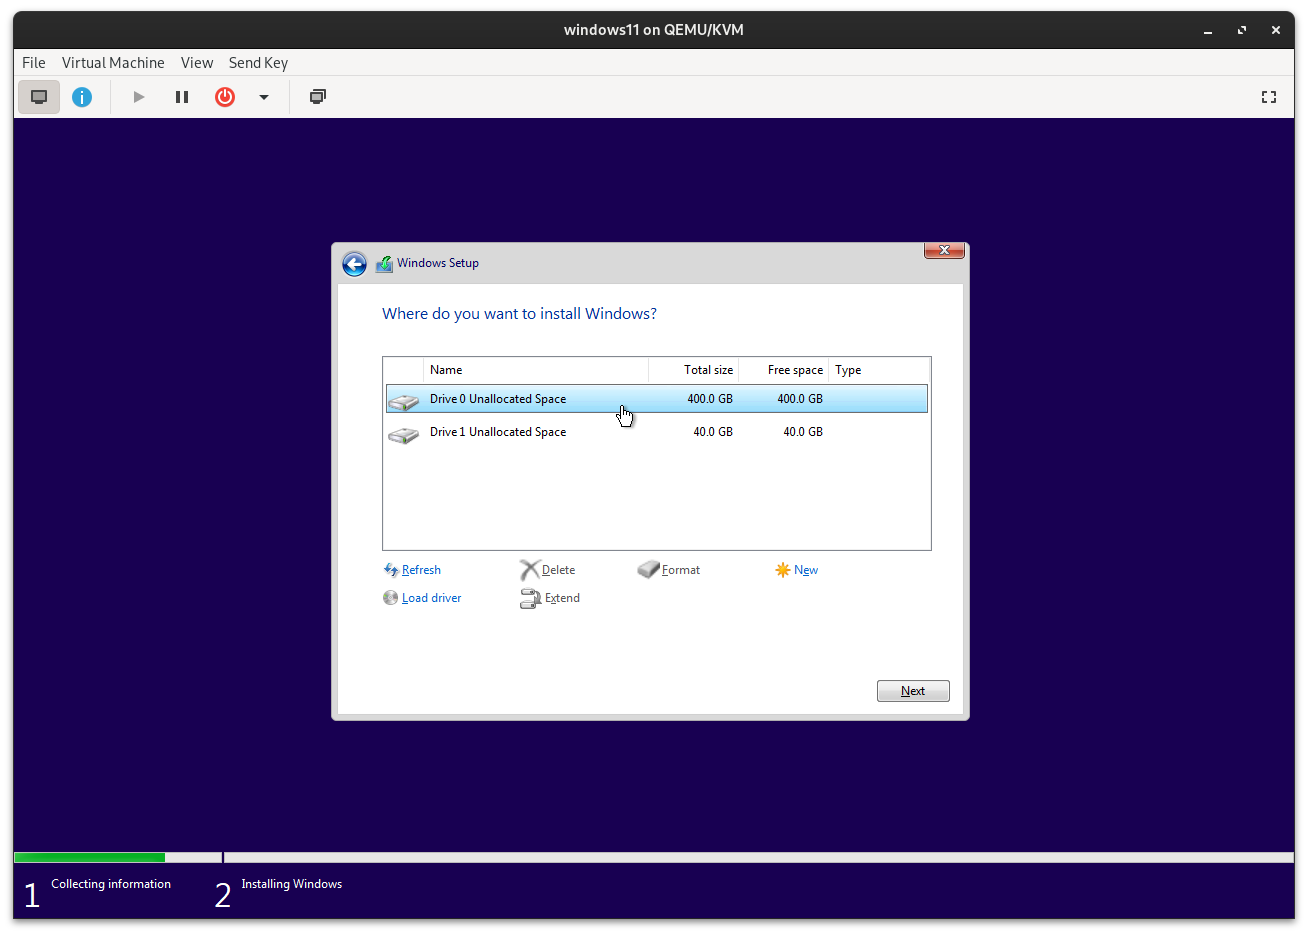 windows11 on QEMU/KVM
File Virtual Machine View Send Key
Windows Setup
Where do you want to install Windows?
Name Total size Free space Type
Drive 0 Unallocated Space 400.0 GB 400.0 GB
Drive 1 Unallocated Space 40.0 GB 40.0 GB
Refresh Delete Format New
Load driver Extend
Next
1 Collecting information 2 Installing Windows